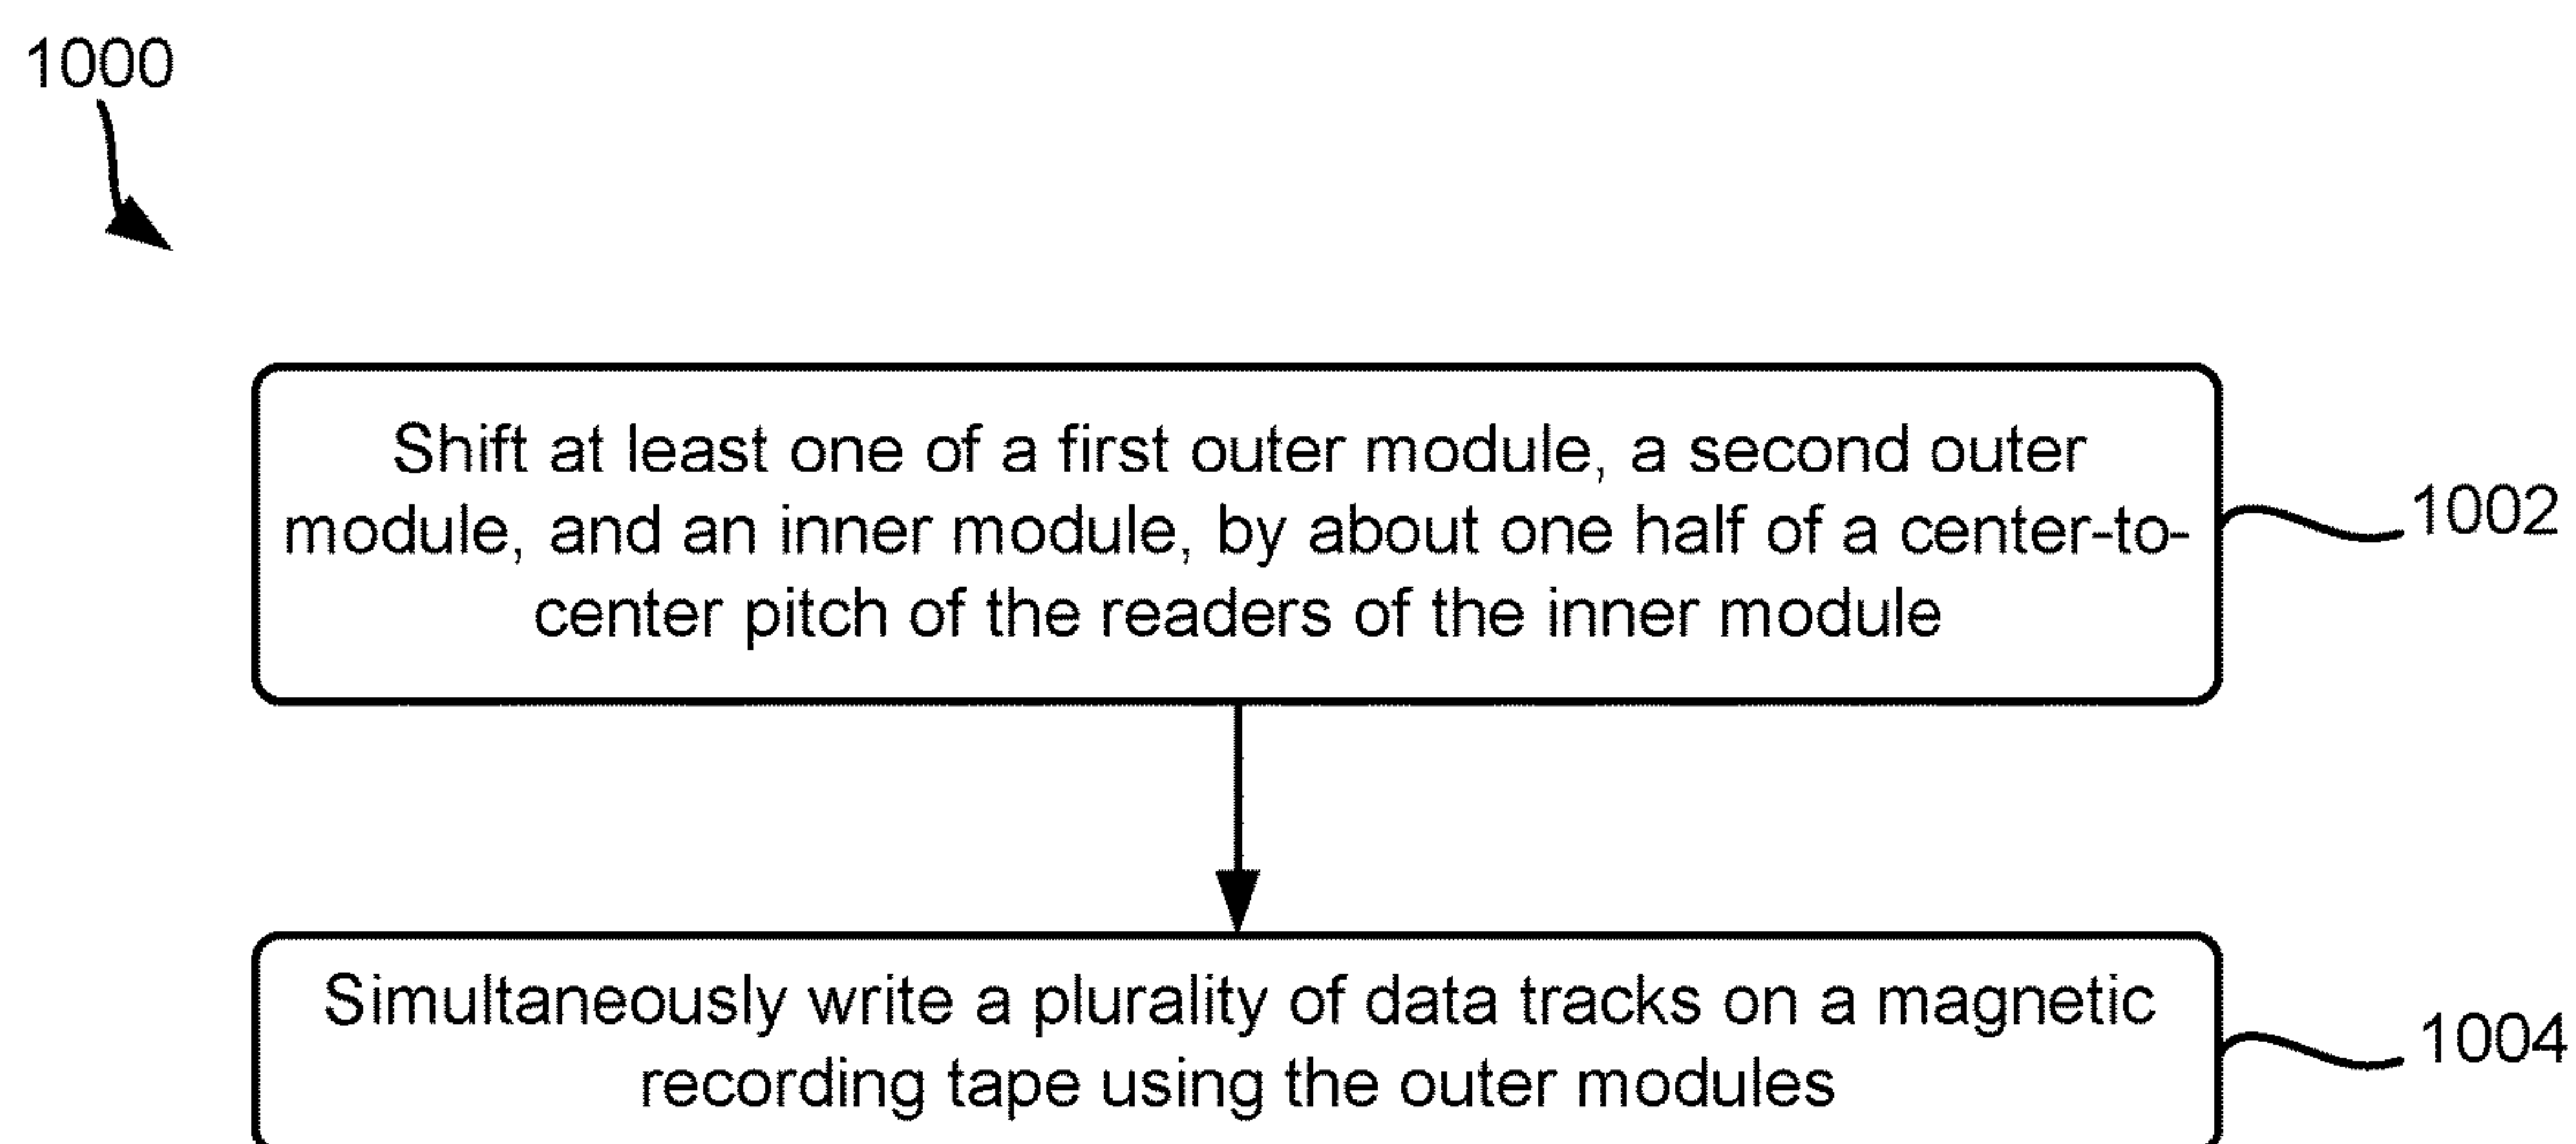 1000
Shift at least one of a first outer module, a second outer
module, and an inner module, by about one half of a center-to-
center pitch of the readers of the inner module
1002
Simultaneously write a plurality of data tracks on a magnetic
recording tape using the outer modules
1004